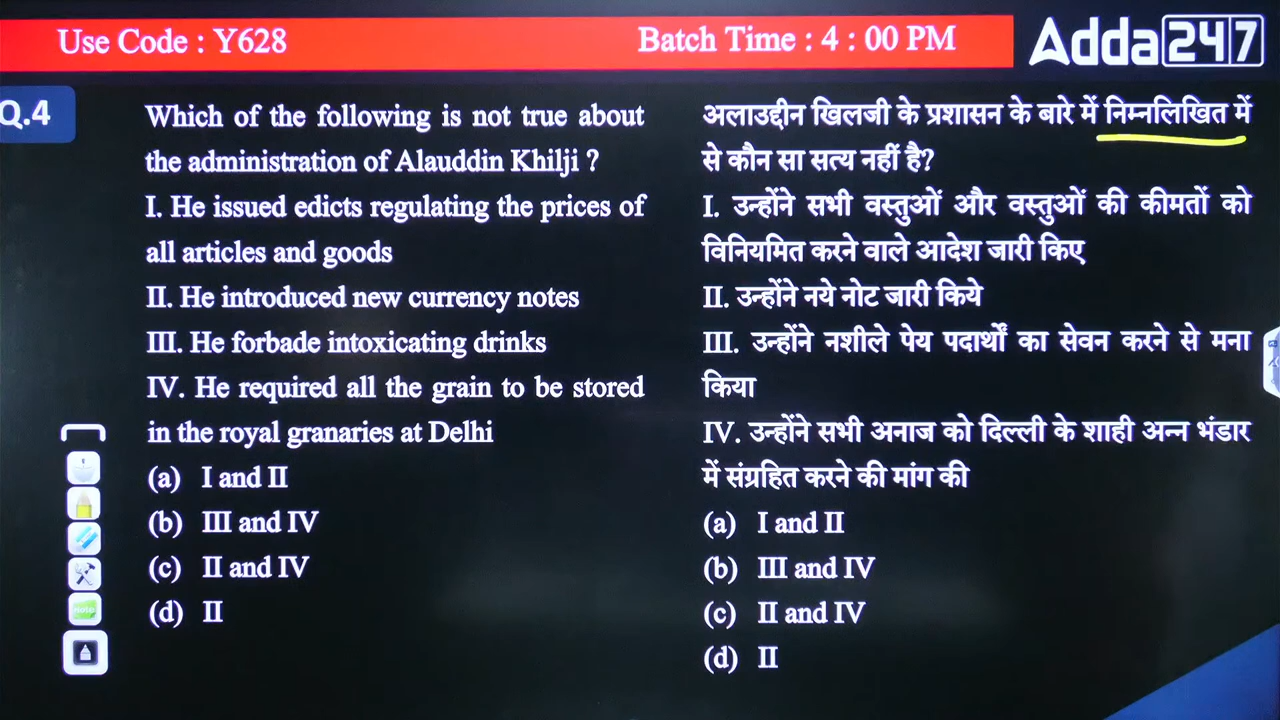 Use Code : Y628
Batch Time : 4 : 00 PM
Adda247
Q.4
Which of the following is not true about
the administration of Alauddin Khilji ?
I. He issued edicts regulating the prices of
all articles and goods
II. He introduced new currency notes
III. He forbade intoxicating drinks
IV. He required all the grain to be stored
in the royal granaries at Delhi
(a) I and II
(b) III and IV
(c) II and IV
(d) II
अलाउद्दीन खिलजी के प्रशासन के बारे में निम्नलिखित में
से कौन सा सत्य नहीं है?
I. उन्होंने सभी वस्तुओं और वस्तुओं की कीमतों को
विनियमित करने वाले आदेश जारी किए
II. उन्होंने नये नोट जारी किये
III. उन्होंने नशीले पेय पदार्थों का सेवन करने से मना
किया
IV. उन्होंने सभी अनाज को दिल्ली के शाही अन्न भंडार
में संग्रहित करने की मांग की
(a) I and II
(b) III and IV
(c) II and IV
(d) II